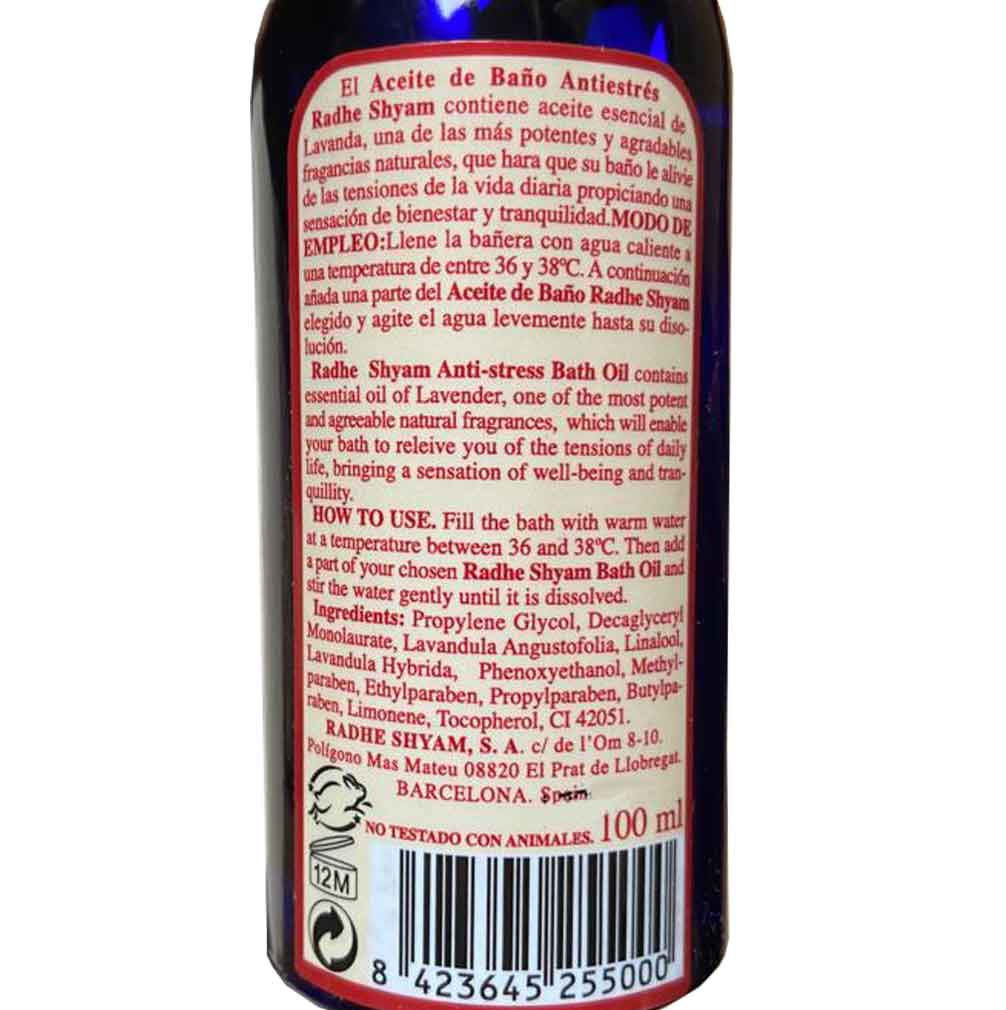 El Aceite de Baño Antiestrés
Radhe Shyam contiene aceite esencial de
Lavanda, una de las más potentes y agradables
fragancias naturales, que hara que su baño le alivie
de las tensiones de la vida diaria propiciando una
sensación de bienestar y tranquilidad.MODO DE
EMPLEO:Llene la bañera con agua caliente a
una temperatura de entre 36 y 38ºC. A continuación
añada una parte del Aceite de Baño Radhe Shyam
elegido y agite el agua levemente hasta su diso-
lución.
Radhe Shyam Anti-stress Bath Oil contains
essential oil of Lavender, one of the most potent
and agreeable natural fragrances, which will enable
your bath to releive you of the tensions of daily
life, bringing a sensation of well-being and tran-
quillity.
HOW TO USE. Fill the bath with warm water
at a temperature between 36 and 38ºC. Then add
a part of your chosen Radhe Shyam Bath Oil and
stir the water gently until it is dissolved.
Ingredients: Propylene Glycol, Decaglyceryl
Monolaurate, Lavandula Angustofolia, Linalool,
Lavandula Hybrida, Phenoxyethanol, Methyl-
paraben, Ethylparaben, Propylparaben, Butylpa-
raben, Limonene, Tocopherol, CI 42051.
RADHE SHYAM, S. A. c/ de l'Om 8-10.
Polígono Mas Mateu 08820 El Prat de Llobregat.
BARCELONA. Spain.
NO TESTADO CON ANIMALES. 100 ml
12M
8 423645 255000